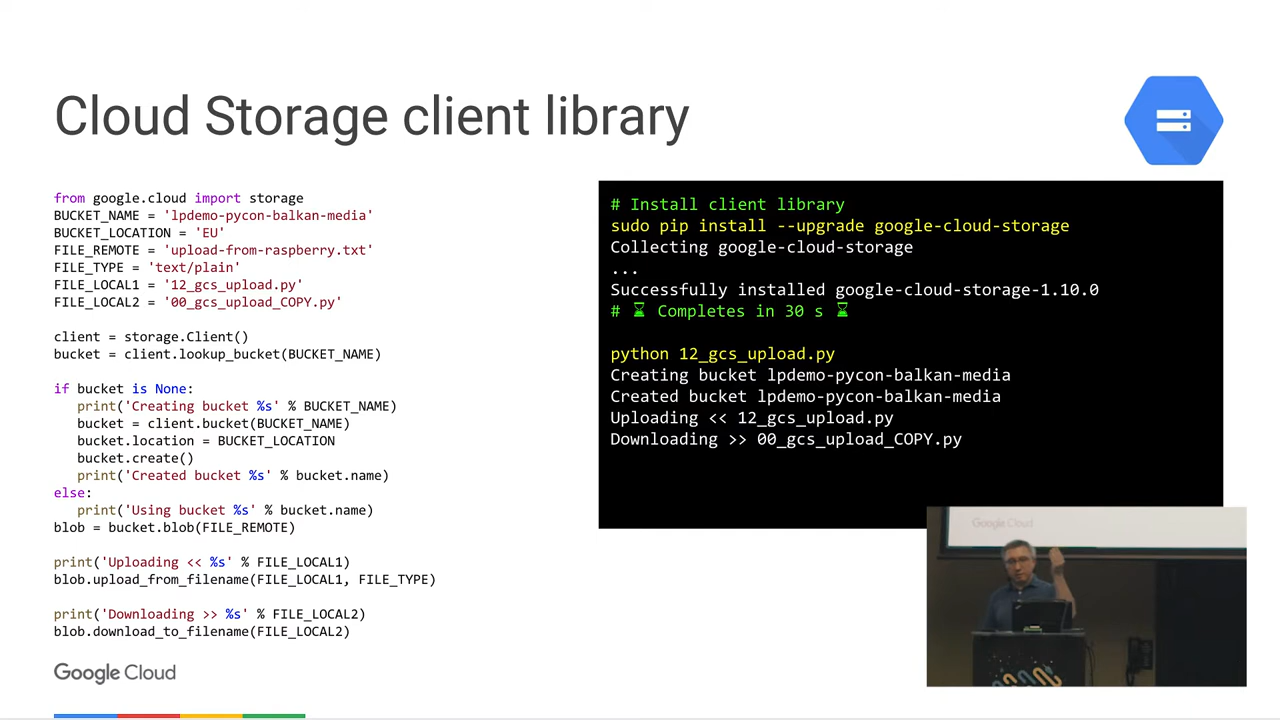 Cloud Storage client library
from google.cloud import storage
BUCKET_NAME = 'lpdemo-pycon-balkan-media'
BUCKET_LOCATION = 'EU'
FILE_REMOTE = 'upload-from-raspberry.txt'
FILE_TYPE = 'text/plain'
FILE_LOCAL1 = '12_gcs_upload.py'
FILE_LOCAL2 = '00_gcs_upload_COPY.py'
client = storage.Client()
bucket = client.lookup_bucket(BUCKET_NAME)
if bucket is None:
   print('Creating bucket %s' % BUCKET_NAME)
   bucket = client.bucket(BUCKET_NAME)
   bucket.location = BUCKET_LOCATION
   bucket.create()
   print('Created bucket %s' % bucket.name)
else:
   print('Using bucket %s' % bucket.name)
blob = bucket.blob(FILE_REMOTE)
print('Uploading << %s' % FILE_LOCAL1)
blob.upload_from_filename(FILE_LOCAL1, FILE_TYPE)
print('Downloading >> %s' % FILE_LOCAL2)
blob.download_to_filename(FILE_LOCAL2)
# Install client library
sudo pip install --upgrade google-cloud-storage
Collecting google-cloud-storage
...
Successfully installed google-cloud-storage-1.10.0
# ⌛ Completes in 30 s ⌛
python 12_gcs_upload.py
Creating bucket lpdemo-pycon-balkan-media
Created bucket lpdemo-pycon-balkan-media
Uploading << 12_gcs_upload.py
Downloading >> 00_gcs_upload_COPY.py
Google Cloud
Google Cloud